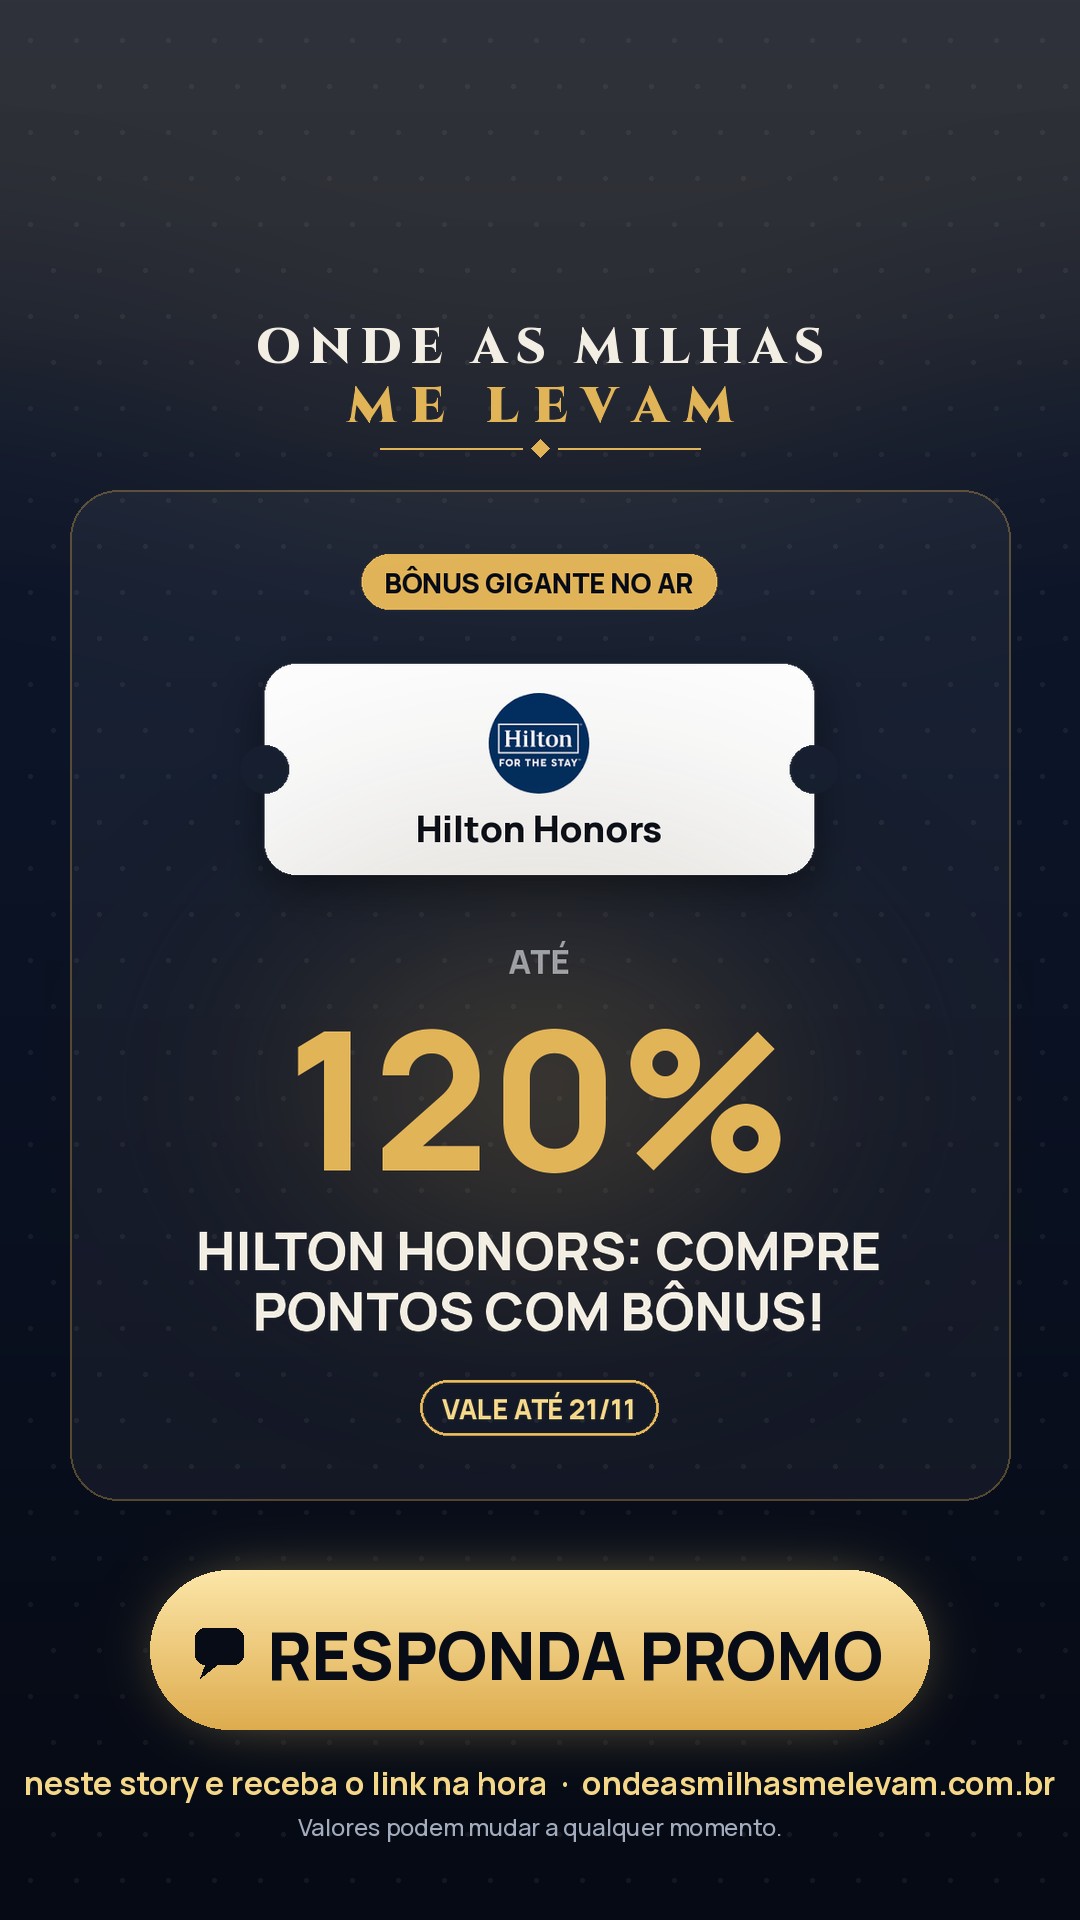 ONDE AS MILHAS
ME LEVAM
BÔNUS GIGANTE NO AR
Hilton
FOR THE STAY
Hilton Honors
ATÉ
120%
HILTON HONORS: COMPRE
PONTOS COM BÔNUS!
VALE ATÉ 21/11
RESPONDA PROMO
neste story e receba o link na hora · ondeasmilhasmelevam.com.br
Valores podem mudar a qualquer momento.